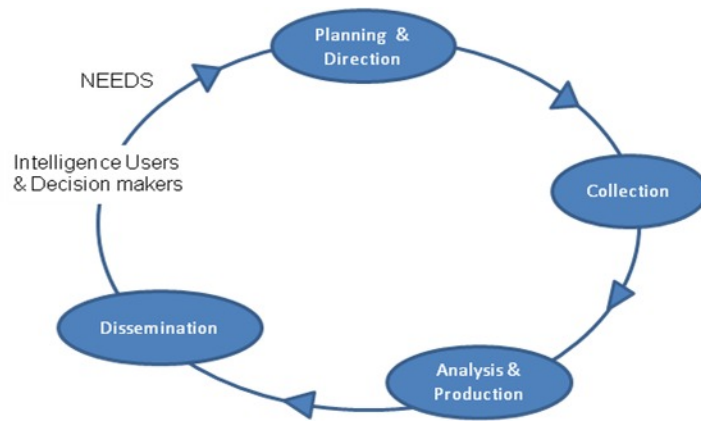 Planning &
Direction
NEEDS
Intelligence Users
& Decision makers
Collection
Dissemination
Analysis &
Production